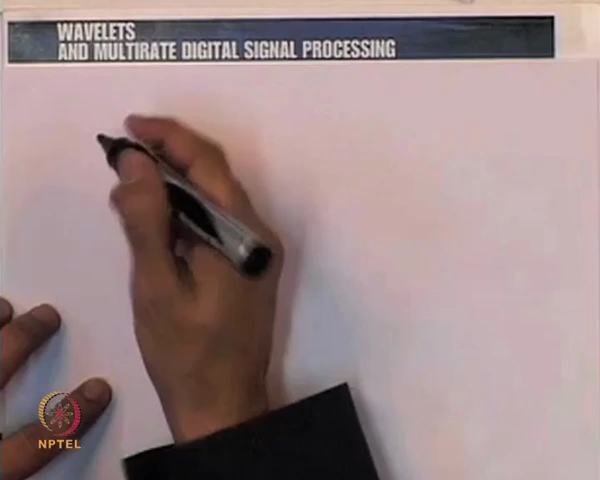 WAVELETS
AND MULTIRATE DIGITAL SIGNAL PROCESSING
NPTEL